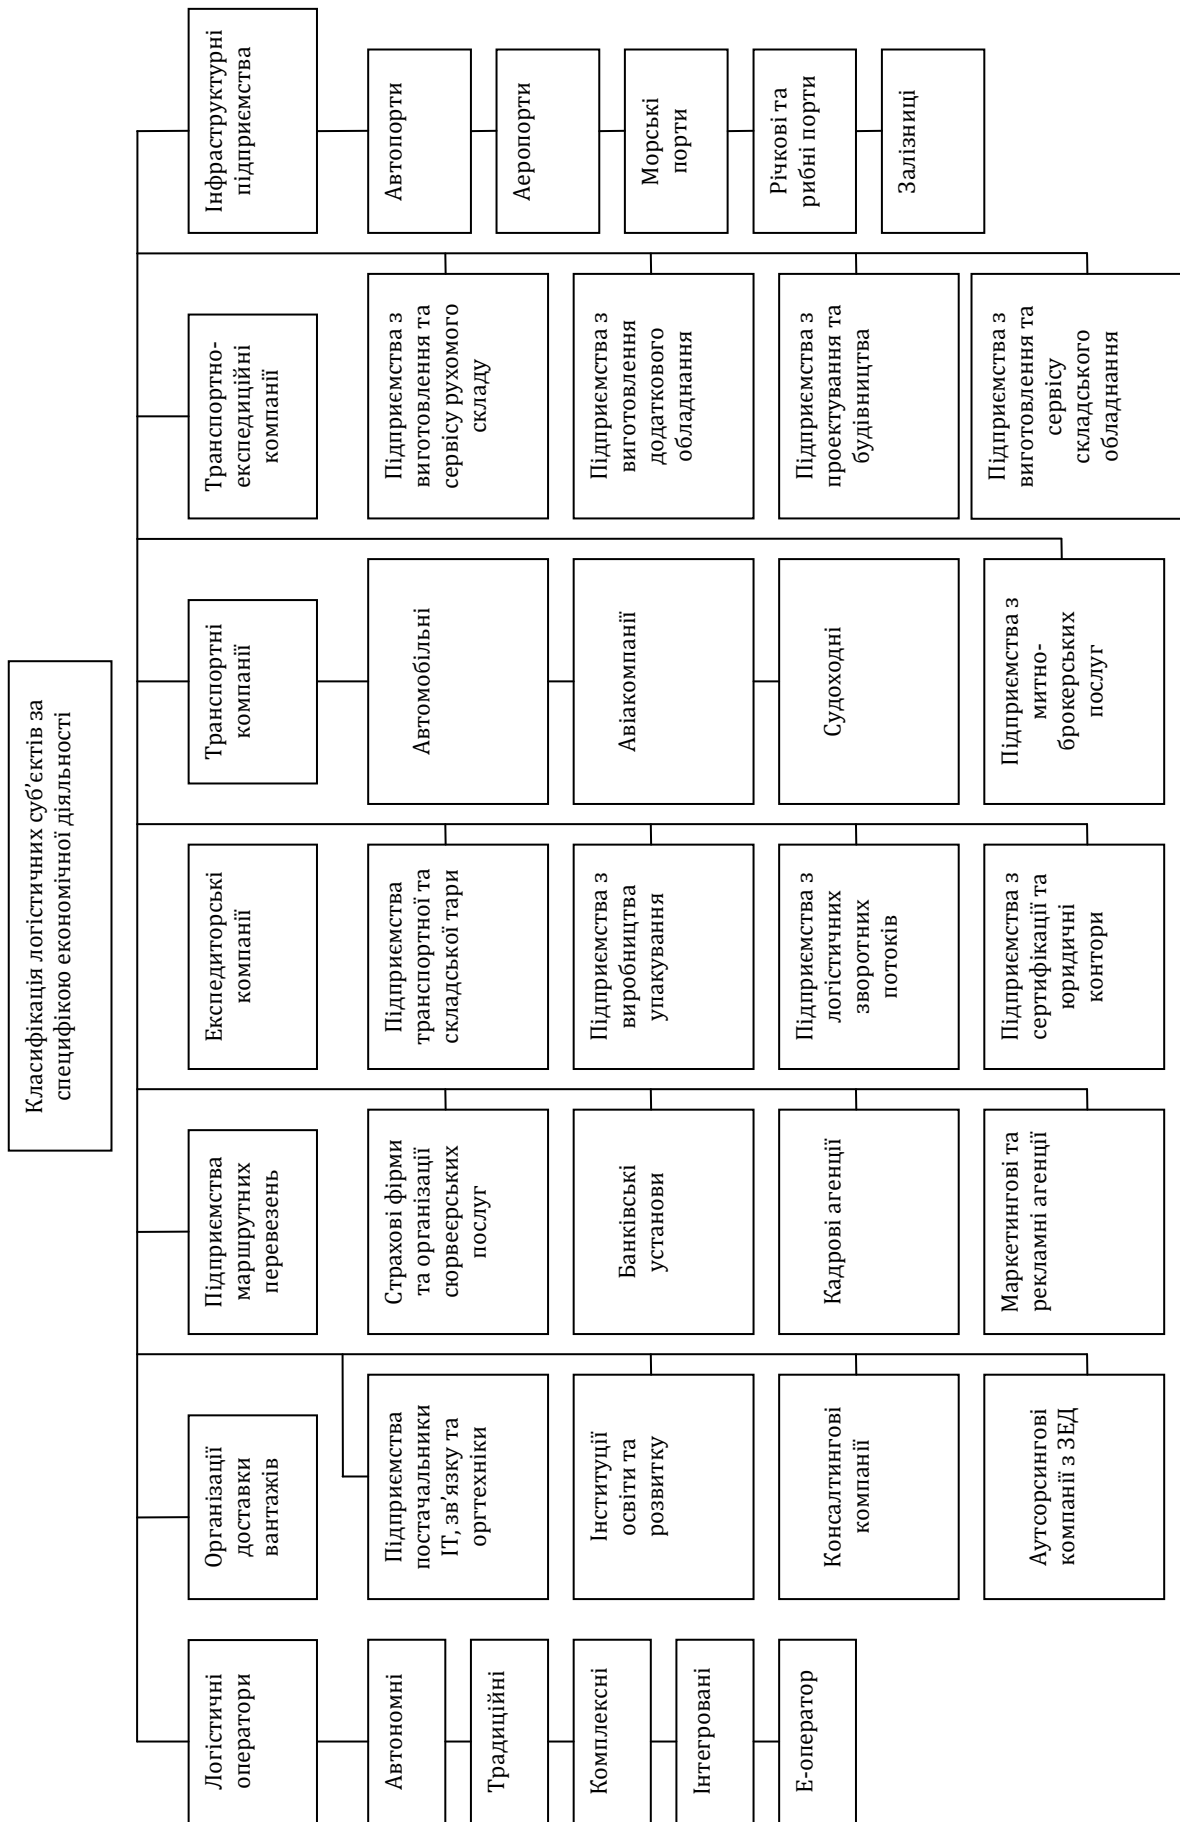 Класифікація логістичних суб’єктів за
специфікою економічної діяльності
Логістичні
оператори
Організації
доставки
вантажів
Підприємства
маршрутних
перевезень
Експедиторські
компанії
Транспортні
компанії
Транспортно-
експедиційні
компанії
Інфраструктурні
підприємства
Автономні
Традиційні
Комплексні
Інтегровані
Е-оператор
Підприємства
постачальники
ІТ, зв’язку та
оргтехніки
Інституції
освіти та
розвитку
Консалтингові
компанії
Аутсорсингові
компанії з ЗЕД
Страхові фірми
та організації
сюрвеєрських
послуг
Банківські
установи
Кадрові агенції
Маркетингові та
рекламні агенції
Підприємства
транспортної та
складської тари
Підприємства з
виробництва
упакування
Підприємства з
логістичних
зворотних
потоків
Підприємства з
сертифікації та
юридичні
контори
Автомобільні
Авіакомпанії
Судоходні
Підприємства з
митно-
брокерських
послуг
Підприємства з
виготовлення та
сервісу рухомого
складу
Підприємства з
виготовлення
додаткового
обладнання
Підприємства з
проектування та
будівництва
Підприємства з
виготовлення та
сервісу
складського
обладнання
Автопорти
Аеропорти
Морські
порти
Річкові та
рибні порти
Залізниці